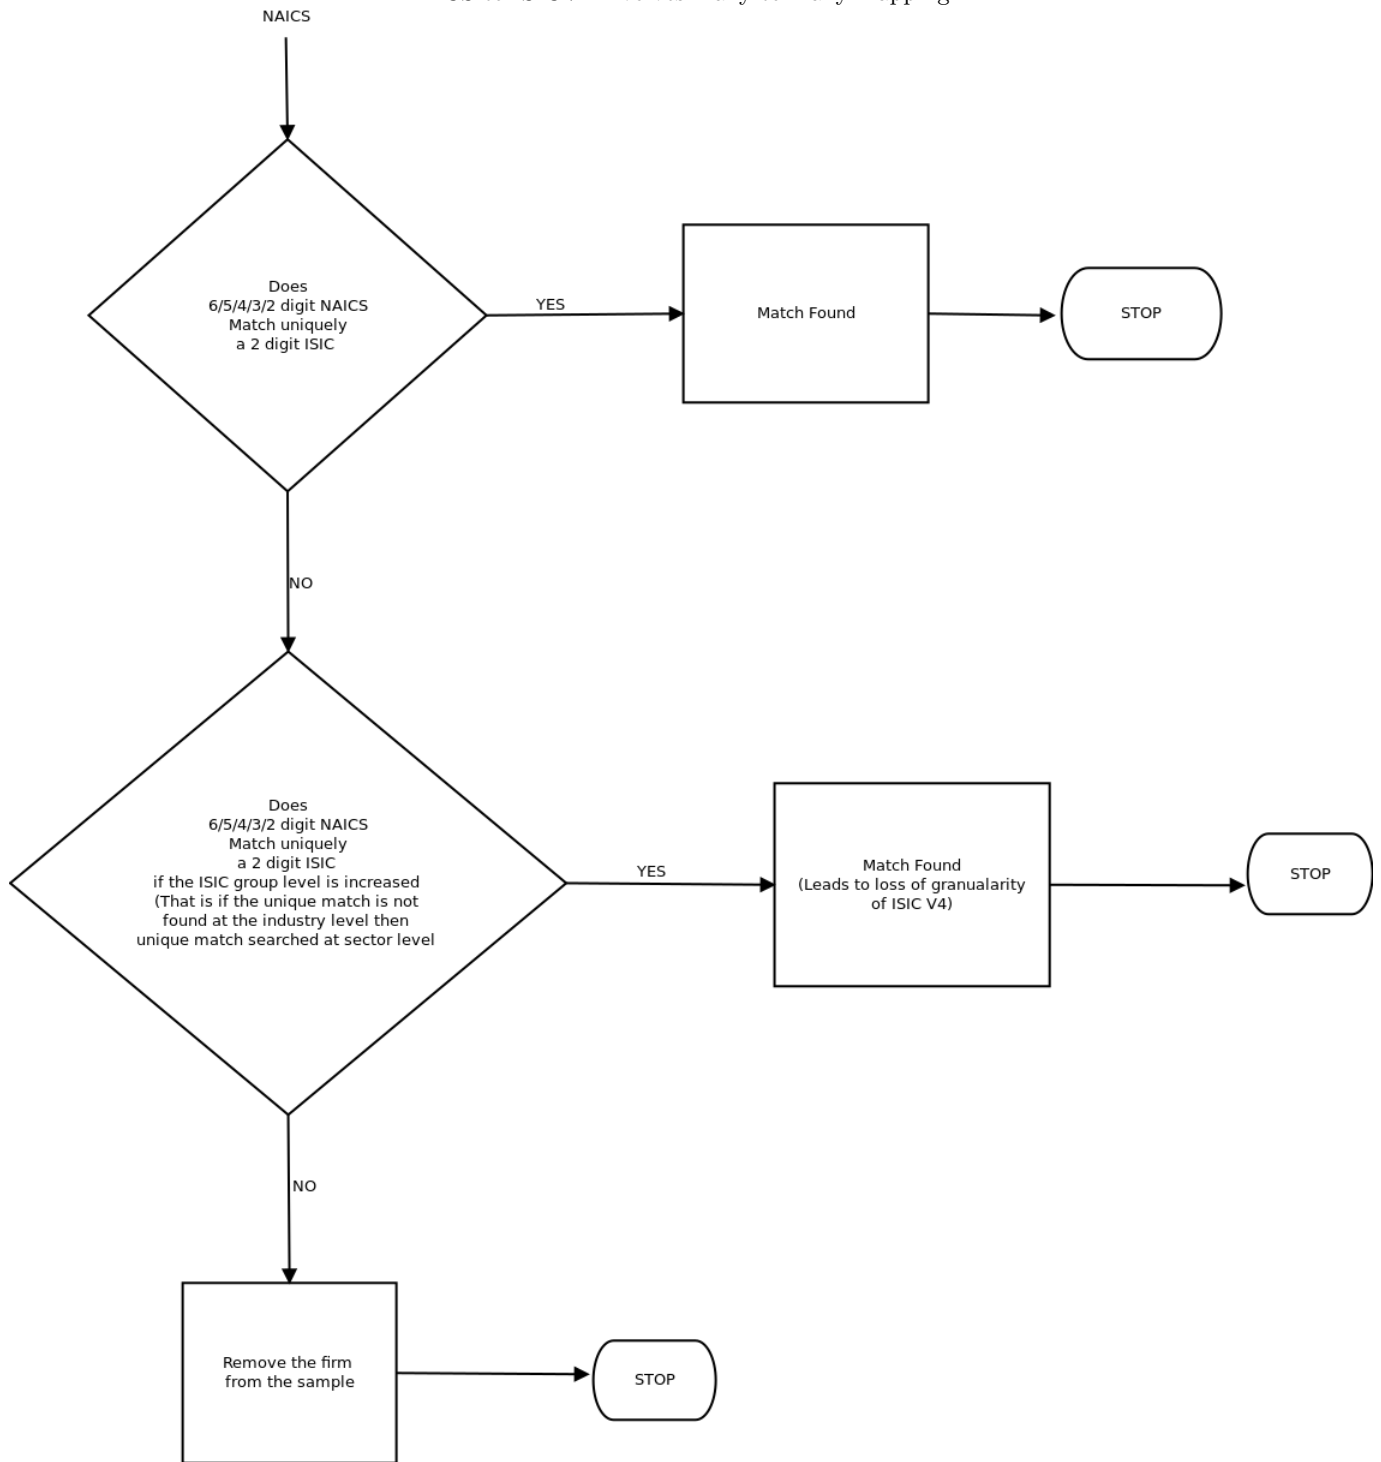 NAICS
Does
6/5/4/3/2 digit NAICS
Match uniquely
a 2 digit ISIC
YES
Match Found
STOP
NO
Does
6/5/4/3/2 digit NAICS
Match uniquely
a 2 digit ISIC
if the ISIC group level is increased
(That is if the unique match is not
found at the industry level then
unique match searched at sector level
YES
Match Found
(Leads to loss of granualarity
of ISIC V4)
STOP
NO
Remove the firm
from the sample
STOP